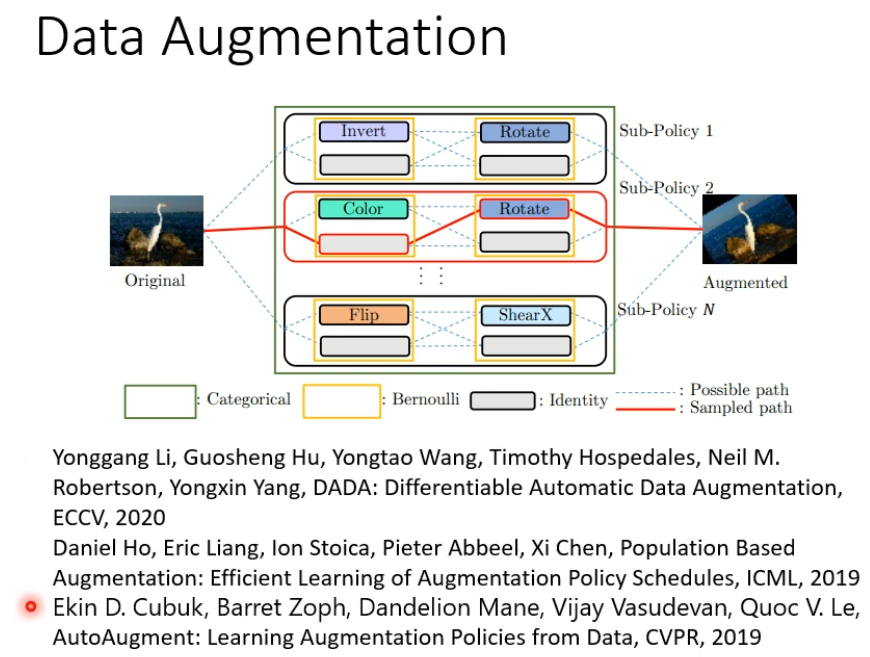 Data Augmentation
Invert
Rotate
Sub-Policy 1
Sub-Policy 2
Color
Rotate
Original
Augmented
Flip
ShearX
Sub-Policy N
: Categorical
: Bernoulli
: Identity
: Possible path
: Sampled path
Yonggang Li, Guosheng Hu, Yongtao Wang, Timothy Hospedales, Neil M.
Robertson, Yongxin Yang, DADA: Differentiable Automatic Data Augmentation,
ECCV, 2020
Daniel Ho, Eric Liang, Ion Stoica, Pieter Abbeel, Xi Chen, Population Based
Augmentation: Efficient Learning of Augmentation Policy Schedules, ICML, 2019
Ekin D. Cubuk, Barret Zoph, Dandelion Mane, Vijay Vasudevan, Quoc V. Le,
AutoAugment: Learning Augmentation Policies from Data, CVPR, 2019